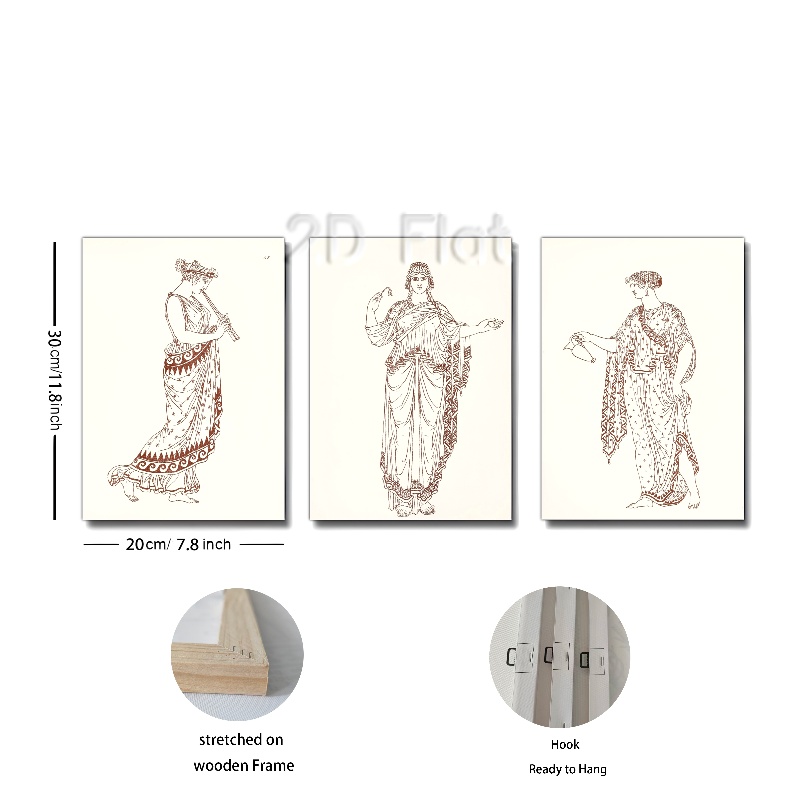 2D Flat
30cm/11.8inch
20cm/ 7.8 inch
stretched on
wooden Frame
Hook
Ready to Hang